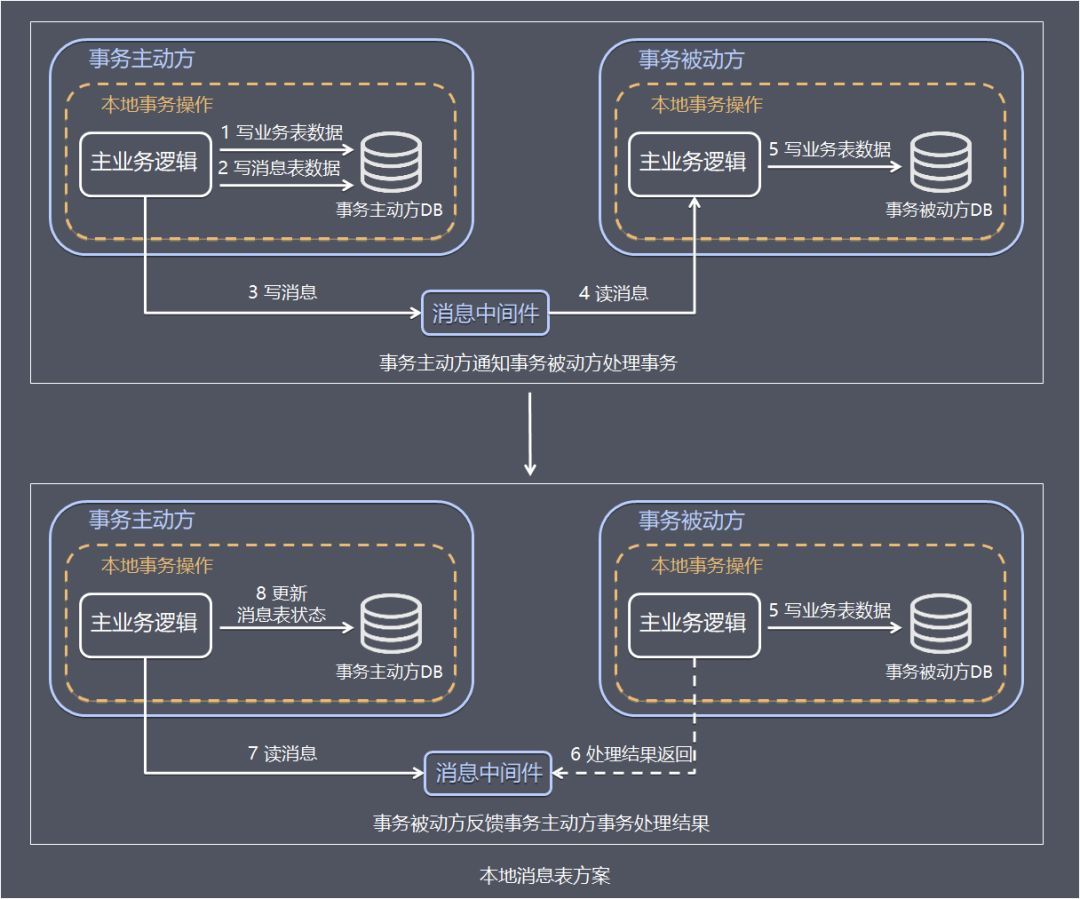 事务主动方
本地事务操作
主业务逻辑
1 写业务表数据
2 写消息表数据
事务主动方DB
事务被动方
本地事务操作
主业务逻辑
5 写业务表数据
事务被动方DB
3 写消息
消息中间件
4 读消息
事务主动方通知事务被动方处理事务
事务主动方
本地事务操作
主业务逻辑
8 更新
消息表状态
事务主动方DB
事务被动方
本地事务操作
主业务逻辑
5 写业务表数据
事务被动方DB
7 读消息
消息中间件
6 处理结果返回
事务被动方反馈事务主动方事务处理结果
本地消息表方案